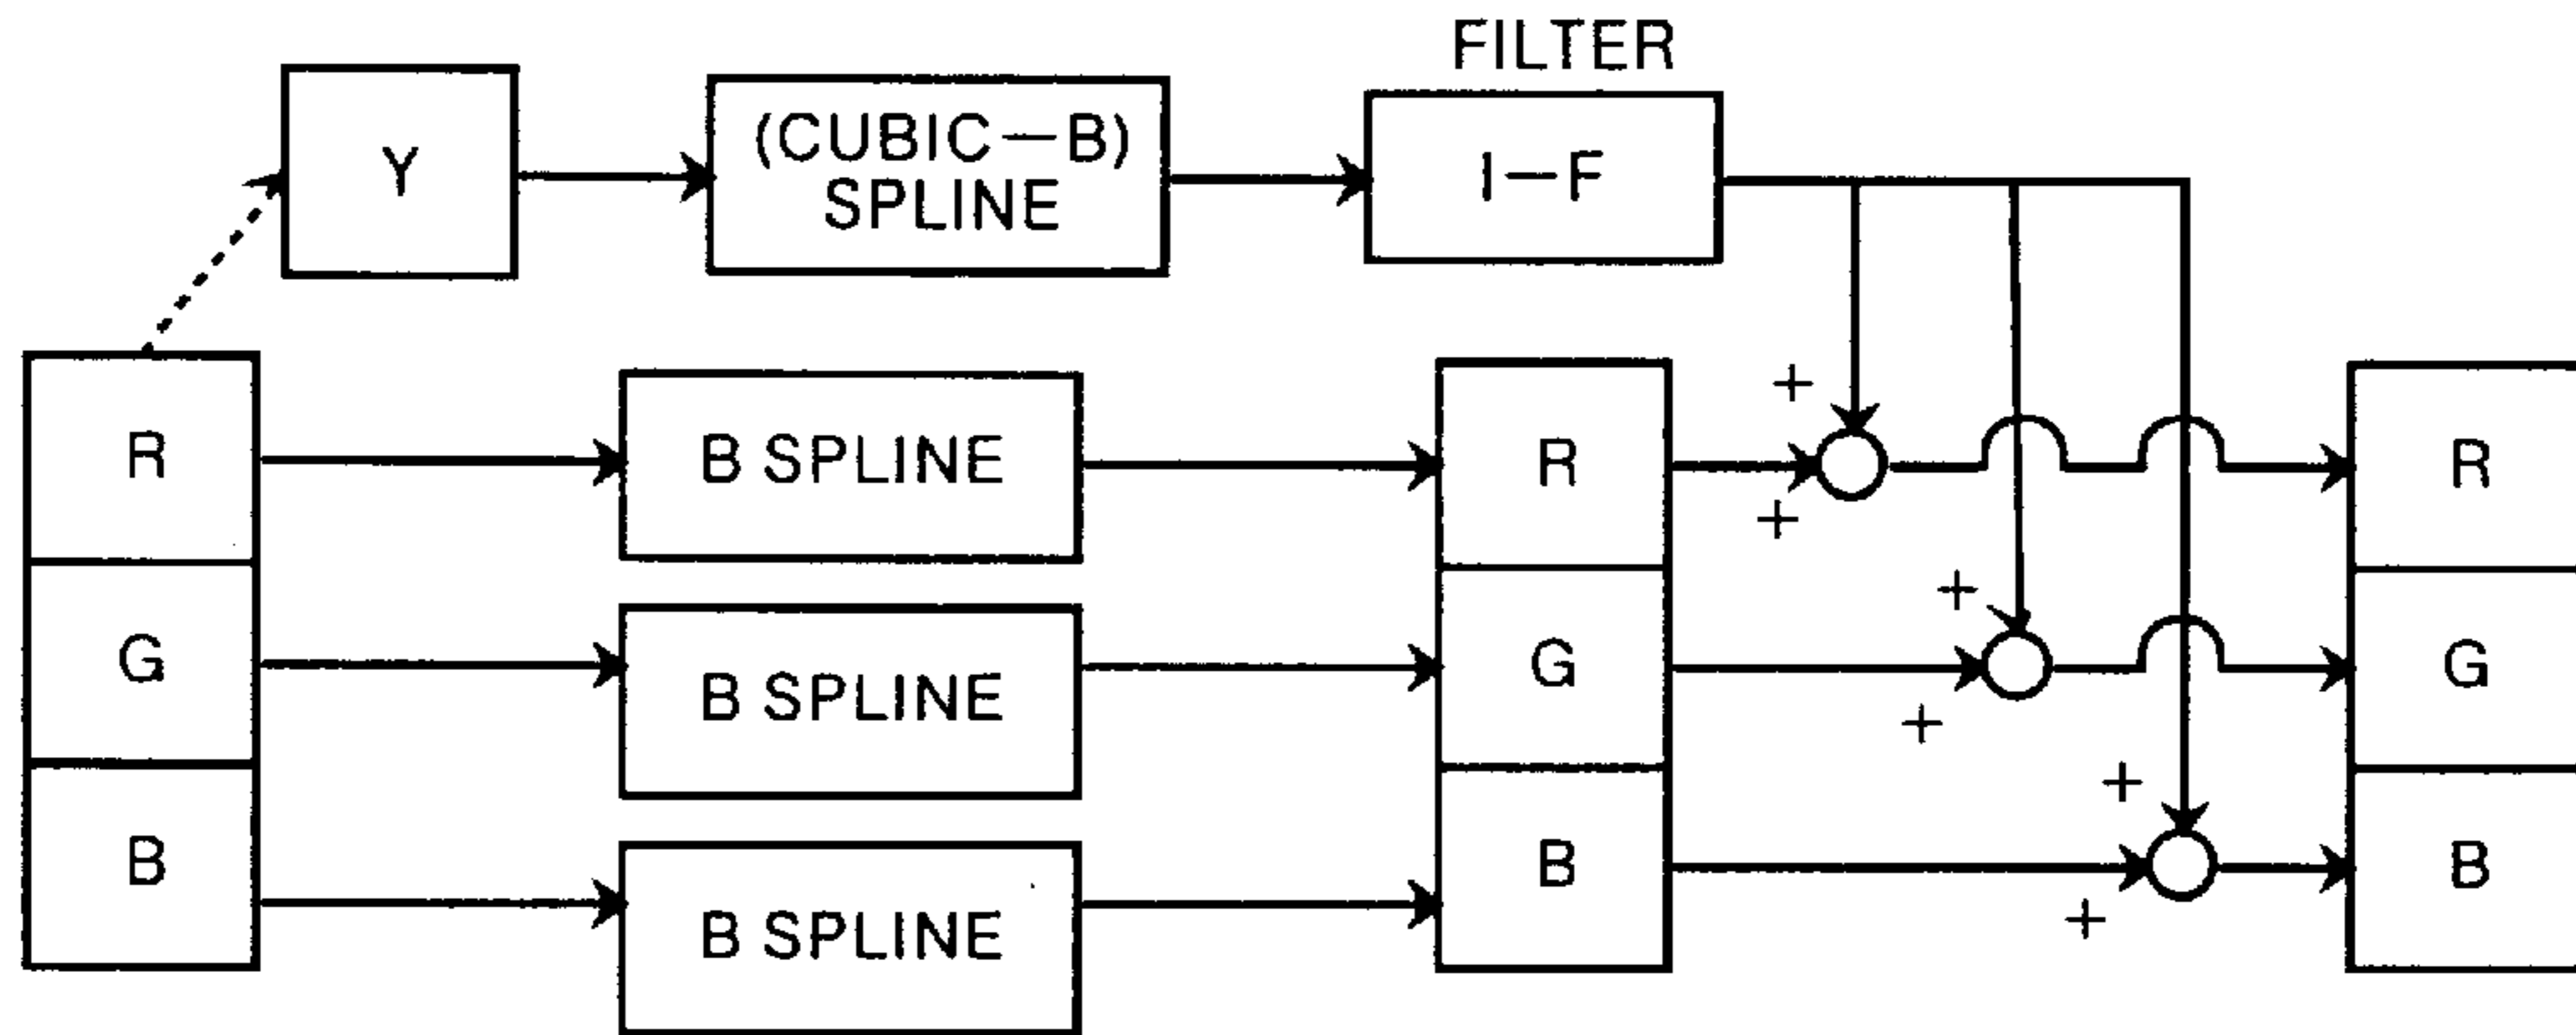 FILTER
Y
(CUBIC—B)
SPLINE
I—F
R
B SPLINE
R
+
+
R
G
B SPLINE
G
+
+
G
B
B SPLINE
B
+
+
B